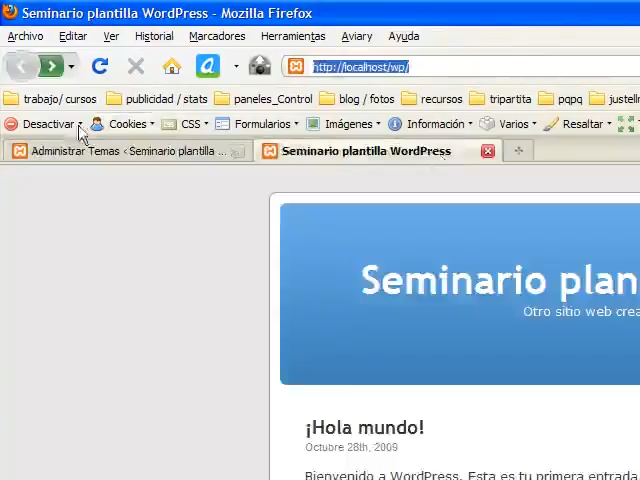 Seminario plantilla WordPress - Mozilla Firefox
Archivo Editar Ver Historial Marcadores Herramientas Aviary Ayuda
http://localhost/wp/
trabajo/ cursos publicidad / stats paneles_Control blog / fotos recursos tripartita pqpq justelln
Desactivar Cookies CSS Formularios Imágenes Información Varios Resaltar
Administrar Temas ‹ Seminario plantilla ... Seminario plantilla WordPress
Seminario plan
Otro sitio web crea
¡Hola mundo!
Octubre 28th, 2009
Bienvenido a WordPress. Esta es tu primera entrada